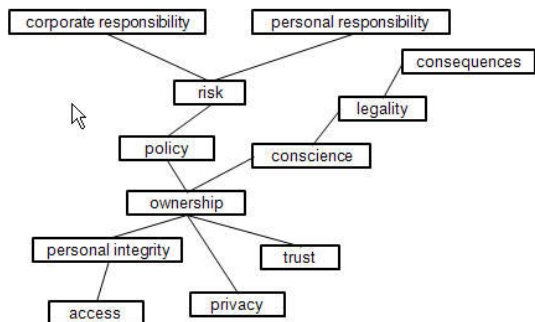 corporate responsibility
personal responsibility
consequences
risk
legality
policy
conscience
ownership
personal integrity
trust
privacy
access